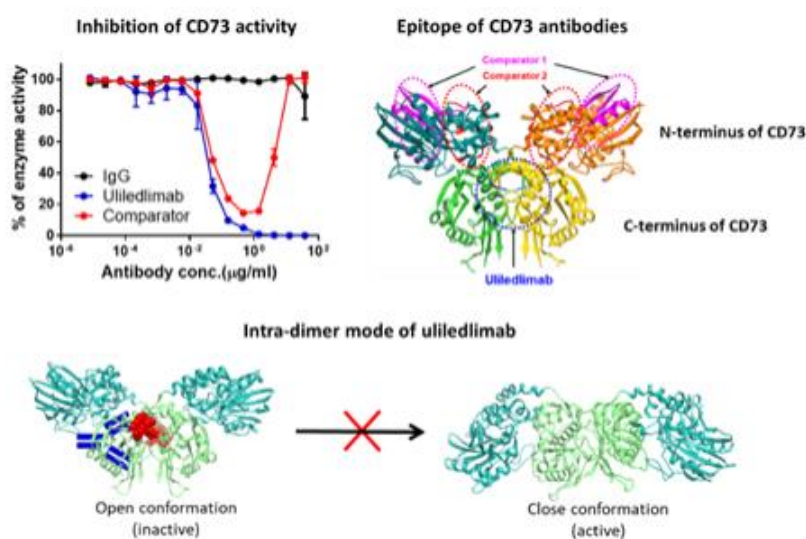 Inhibition of CD73 activity
Epitope of CD73 antibodies
% of enzyme activity
100
80
60
40
20
0
IgG
Uliledlimab
Comparator
10⁻⁶
10⁻⁴
10⁻²
10⁰
Antibody conc.(μg/ml)
Comparator 1
Comparator 2
N-terminus of CD73
C-terminus of CD73
Uliledlimab
Intra-dimer mode of uliledlimab
Open conformation
(inactive)
Close conformation
(active)